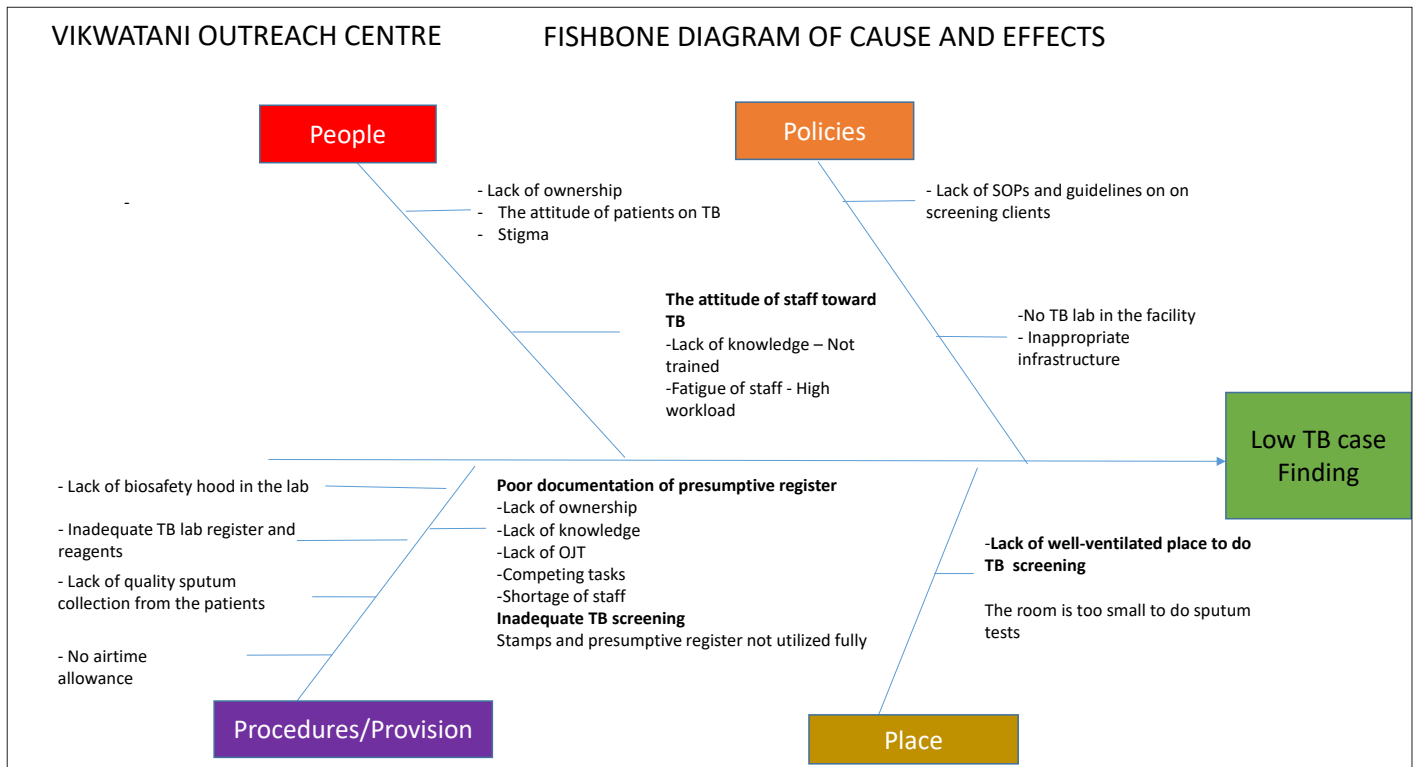 VIKWATANI OUTREACH CENTRE
FISHBONE DIAGRAM OF CAUSE AND EFFECTS
People
Policies
-
- Lack of ownership
- The attitude of patients on TB
- Stigma
- Lack of SOPs and guidelines on on
screening clients
The attitude of staff toward
TB
-Lack of knowledge – Not
trained
-Fatigue of staff - High
workload
-No TB lab in the facility
- Inappropriate
infrastructure
Low TB case
Finding
- Lack of biosafety hood in the lab
- Inadequate TB lab register and
reagents
- Lack of quality sputum
collection from the patients
- No airtime
allowance
Poor documentation of presumptive register
-Lack of ownership
-Lack of knowledge
-Lack of OJT
-Competing tasks
-Shortage of staff
Inadequate TB screening
Stamps and presumptive register not utilized fully
-Lack of well-ventilated place to do
TB screening
The room is too small to do sputum
tests
Procedures/Provision
Place